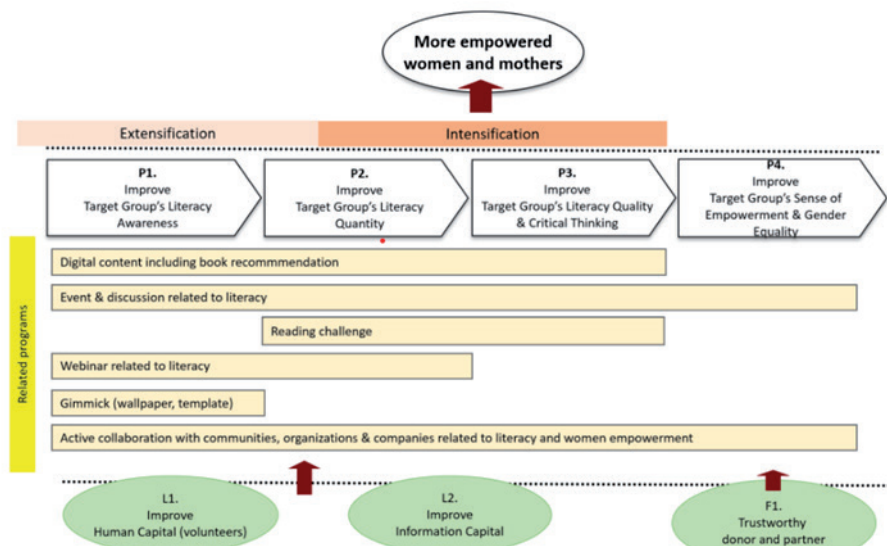 More empowered
women and mothers
Extensification
Intensification
P1.
Improve
Target Group's Literacy
Awareness
P2.
Improve
Target Group's Literacy
Quantity
P3.
Improve
Target Group's Literacy Quality
& Critical Thinking
P4.
Improve
Target Group's Sense of
Empowerment & Gender
Equality
Related programs
Digital content including book recommmendation
Event & discussion related to literacy
Reading challenge
Webinar related to literacy
Gimmick (wallpaper, template)
Active collaboration with communities, organizations & companies related to literacy and women empowerment
L1.
Improve
Human Capital (volunteers)
L2.
Improve
Information Capital
F1.
Trustworthy
donor and partner